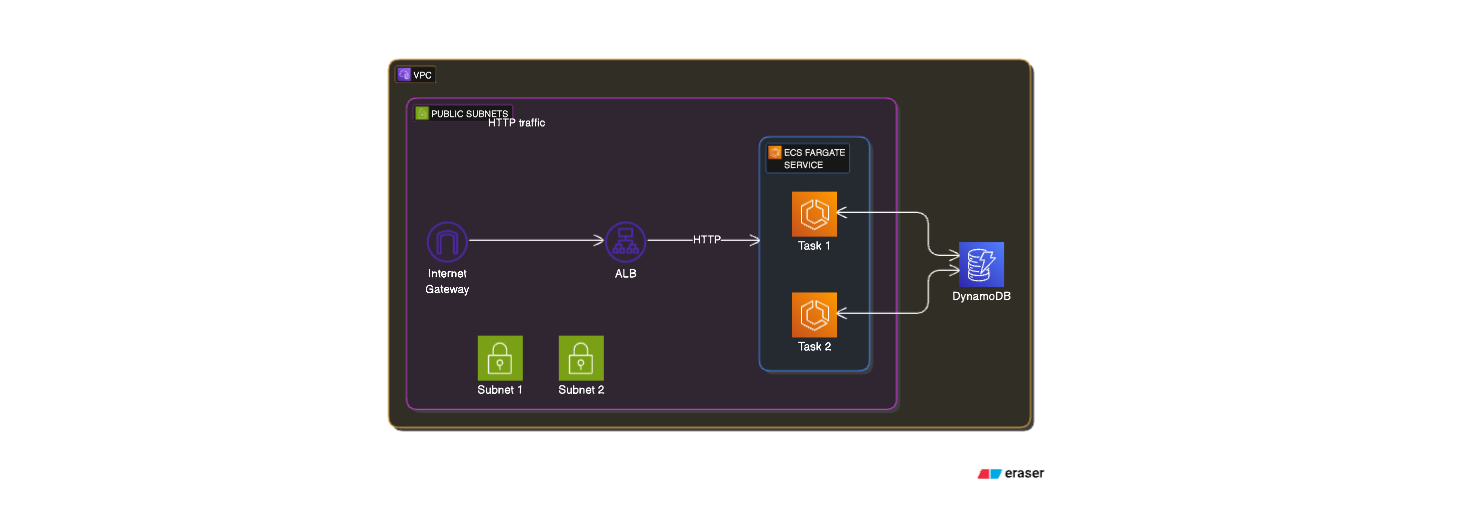 VPC
PUBLIC SUBNETS
HTTP traffic
ECS FARGATE
SERVICE
Task 1
HTTP
Internet
Gateway
ALB
DynamoDB
Task 2
Subnet 1
Subnet 2
eraser